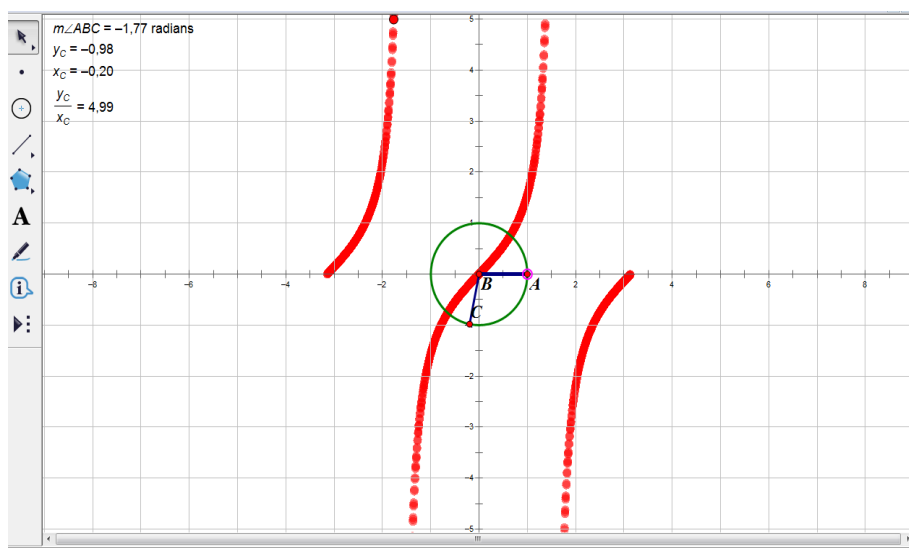 m∠ABC = –1,77 radians
y_C = –0,98
x_C = –0,20
y_C
x_C
= 4,99
A
5
4
3
2
1
-8
-6
-4
-2
2
4
6
8
B
A
C
-2
-3
-4
-5